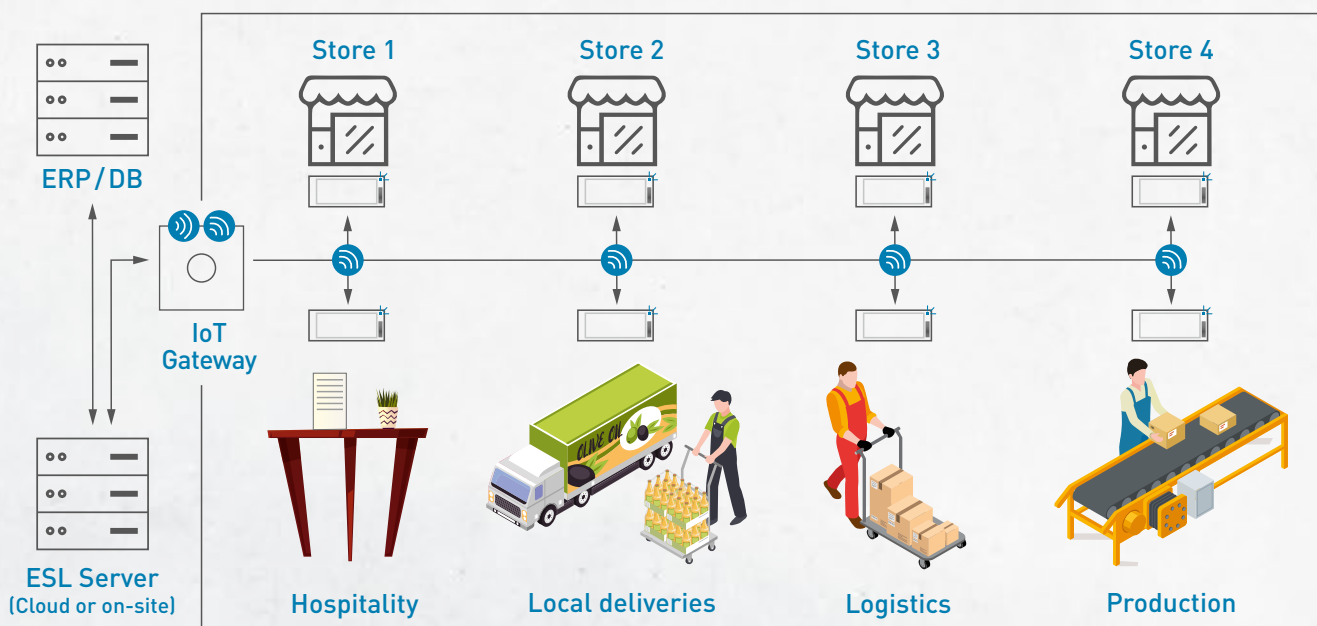 Store 1
Store 2
Store 3
Store 4
ERP/DB
IoT
Gateway
OLIVE OIL
ESL Server
(Cloud or on-site)
Hospitality
Local deliveries
Logistics
Production